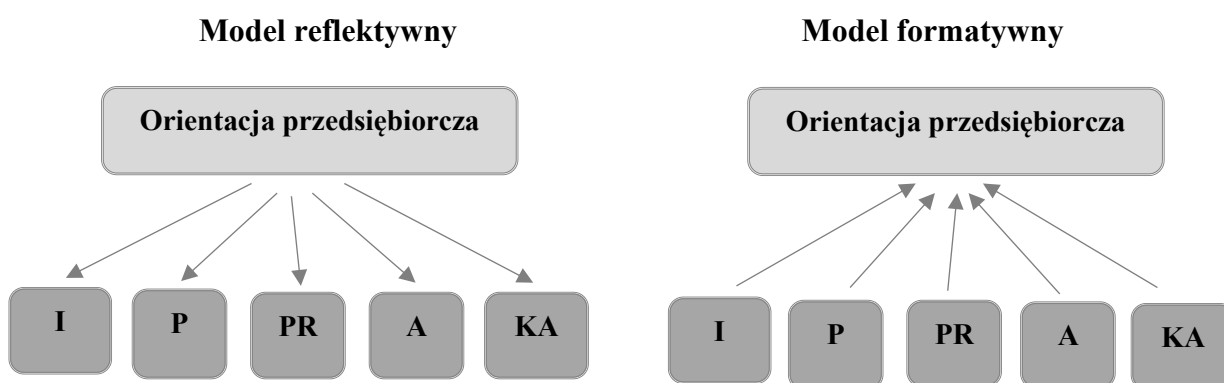 Model reflektywny
Orientacja przedsiębiorcza
I P PR A KA
Model formatywny
Orientacja przedsiębiorcza
I P PR A KA